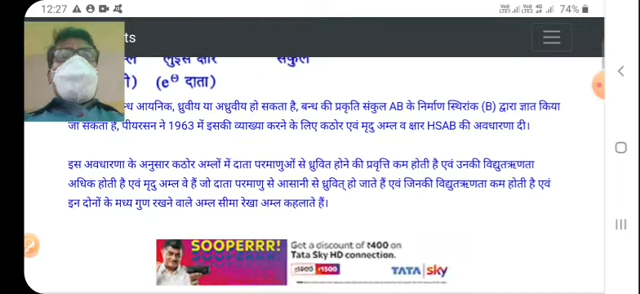 12:27
74%
ts
लुइस क्षार
संकुल
(e⊖ दाता)
आयनिक, ध्रुवीय या अध्रुवीय हो सकता है, बन्ध की प्रकृति संकुल AB के निर्माण स्थिरांक (B) द्वारा ज्ञात किया
जा सकता है, पीयरसन ने 1963 में इसकी व्याख्या करने के लिए कठोर एवं मृदु अम्ल व क्षार HSAB की अवधारणा दी।
इस अवधारणा के अनुसार कठोर अम्लों में दाता परमाणुओं से ध्रुवित होने की प्रवृत्ति कम होती है एवं उनकी विद्युतऋणता
अधिक होती है एवं मृदु अम्ल वे हैं जो दाता परमाणु से आसानी से ध्रुवित् हो जाते हैं एवं जिनकी विद्युतऋणता कम होती है एवं
इन दोनों के मध्य गुण रखने वाले अम्ल सीमा रेखा अम्ल कहलाते हैं।
SOOPERRR!
Get a discount of ₹400 on
Tata Sky HD connection.
₹1500
TATA sky